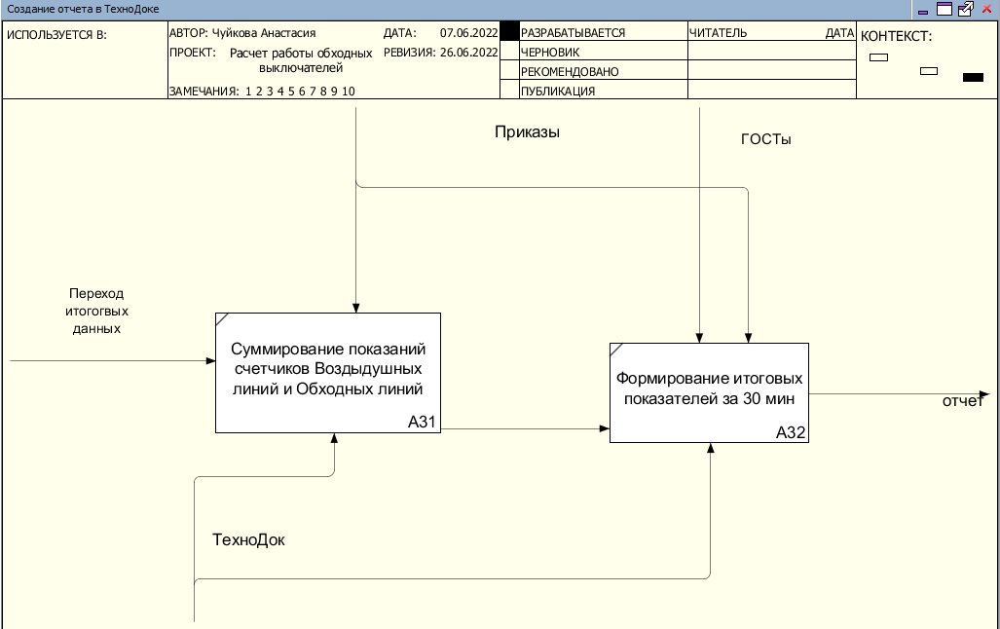 Создание отчета в ТехноДоке
ИСПОЛЬЗУЕТСЯ В:
АВТОР: Чуйкова Анастасия
ДАТА: 07.06.2022
ПРОЕКТ: Расчет работы обходных
выключателей
РЕВИЗИЯ: 26.06.2022
ЗАМЕЧАНИЯ: 1 2 3 4 5 6 7 8 9 10
РАЗРАБАТЫВАЕТСЯ
ЧЕРНОВИК
РЕКОМЕНДОВАНО
ПУБЛИКАЦИЯ
ЧИТАТЕЛЬ ДАТА
КОНТЕКСТ:
Приказы
ГОСТы
Переход
итогогвых
данных
Суммирование показаний
счетчиков Воздыдушных
линий и Обходных линий
A31
Формирование итоговых
показателей за 30 мин
A32
отчет
ТехноДок